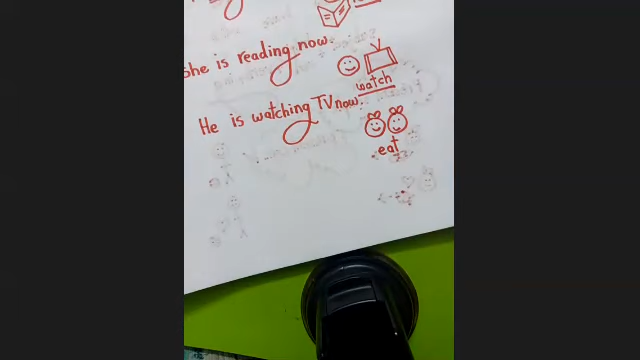 She is reading now.
watch
He is watching TV now.
eat